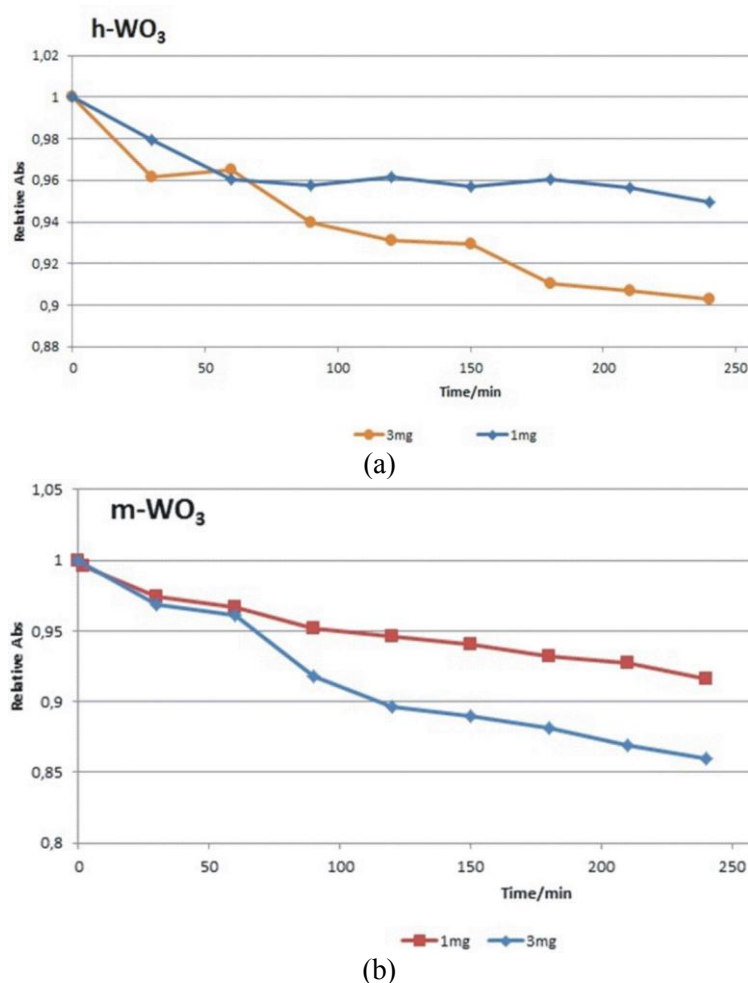 h-WO₃
1,02
1
0,98
0,96
0,94
0,92
0,9
0,88
Relative Abs
0 50 100 150 200 250
Time/min
3mg 1mg
(a)
m-WO₃
1,05
1
0,95
0,9
0,85
0,8
Relative Abs
0 50 100 150 200 250
Time/min
1mg 3mg
(b)